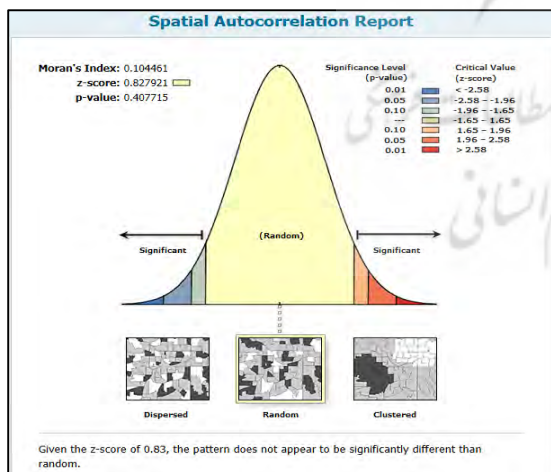 Spatial Autocorrelation Report
Moran's Index: 0.104461
z-score: 0.827921
p-value: 0.407715
Significance Level (p-value) Critical Value (z-score)
0.01 < -2.58
0.05 -2.58 – -1.96
0.10 -1.96 – -1.65
--- -1.65 - 1.65
0.10 1.65 - 1.96
0.05 1.96 - 2.58
0.01 > 2.58
Significant (Random) Significant
Dispersed Random Clustered
Given the z-score of 0.83, the pattern does not appear to be significantly different than
random.